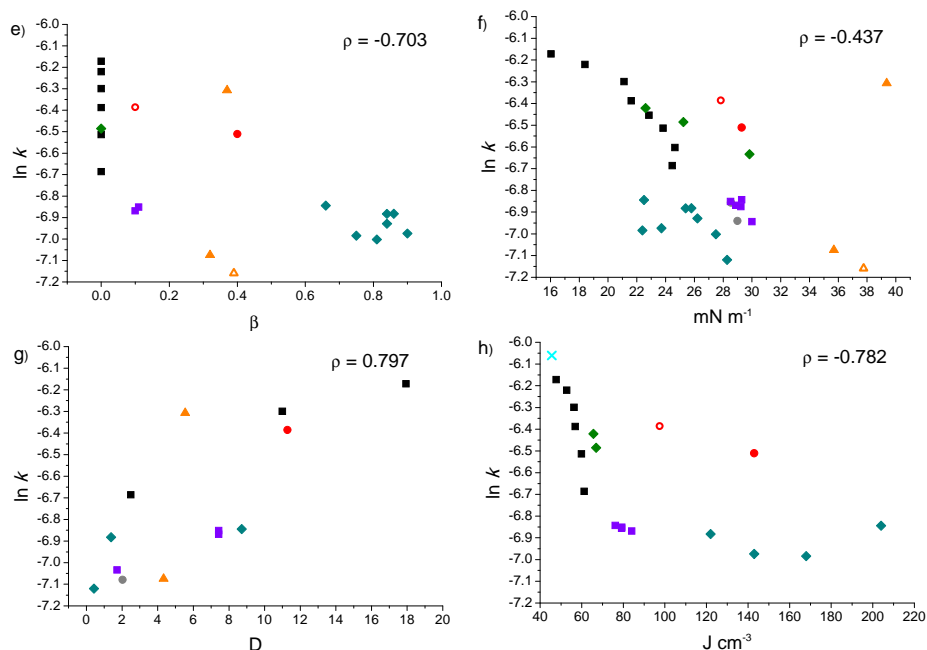 e)
ρ = -0.703
-6.0
-6.1
-6.2
-6.3
-6.4
-6.5
-6.6
-6.7
-6.8
-6.9
-7.0
-7.1
-7.2
ln k
0.0 0.2 0.4 0.6 0.8 1.0
β
f)
ρ = -0.437
-6.0
-6.1
-6.2
-6.3
-6.4
-6.5
-6.6
-6.7
-6.8
-6.9
-7.0
-7.1
-7.2
ln k
16 18 20 22 24 26 28 30 32 34 36 38 40
mN m⁻¹
g)
ρ = 0.797
-6.0
-6.1
-6.2
-6.3
-6.4
-6.5
-6.6
-6.7
-6.8
-6.9
-7.0
-7.1
-7.2
ln k
0 2 4 6 8 10 12 14 16 18 20
D
h)
ρ = -0.782
-6.0
-6.1
-6.2
-6.3
-6.4
-6.5
-6.6
-6.7
-6.8
-6.9
-7.0
-7.1
-7.2
ln k
40 60 80 100 120 140 160 180 200 220
J cm⁻³